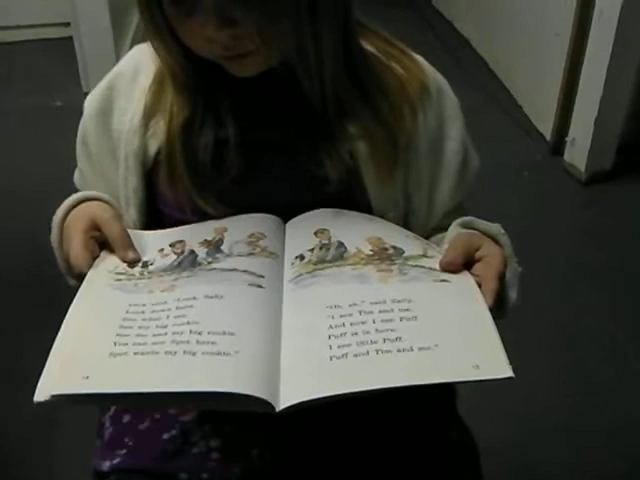 Dick said, "Look, Sally.
Look down here.
See what I see.
See my big cookie.
See me and my big cookie.
You can see Spot here.
Spot wants my big cookie."
"Oh, oh," said Sally.
"I see Tim and me.
And now I see Puff.
Puff is in here.
I see little Puff.
Puff and Tim and me."